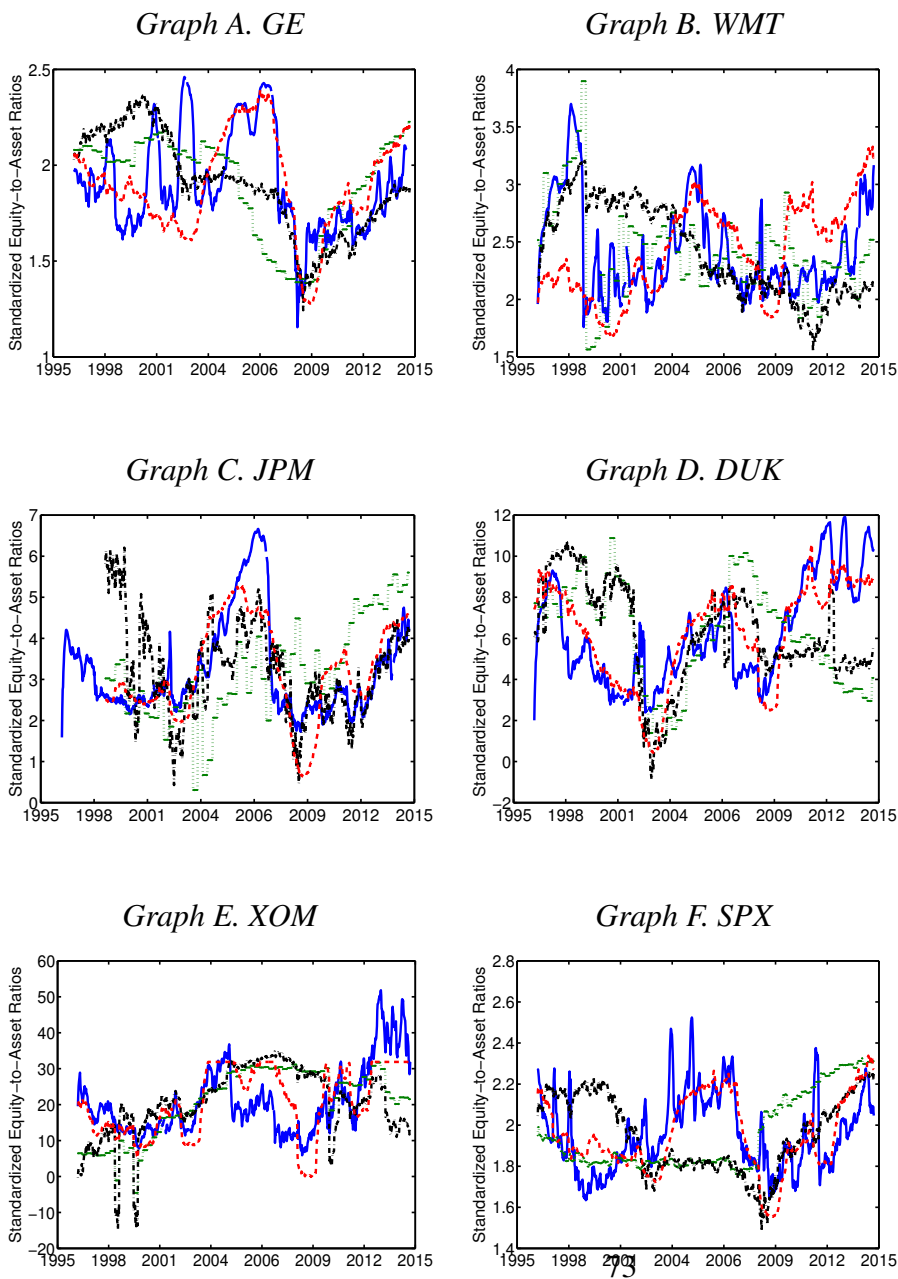 Graph A. GE
Graph B. WMT
Standardized Equity−to−Asset Ratios
2.5
2
1.5
1
1995 1998 2001 2004 2006 2009 2012 2015
Standardized Equity−to−Asset Ratios
4
3.5
3
2.5
2
1.5
1995 1998 2001 2004 2006 2009 2012 2015
Graph C. JPM
Graph D. DUK
Standardized Equity−to−Asset Ratios
7
6
5
4
3
2
1
0
1995 1998 2001 2004 2006 2009 2012 2015
Standardized Equity−to−Asset Ratios
12
10
8
6
4
2
0
−2
1995 1998 2001 2004 2006 2009 2012 2015
Graph E. XOM
Graph F. SPX
Standardized Equity−to−Asset Ratios
60
50
40
30
20
10
0
−10
−20
1995 1998 2001 2004 2006 2009 2012 2015
Standardized Equity−to−Asset Ratios
2.8
2.6
2.4
2.2
2
1.8
1.6
1.4
1995 1998 2001 2004 2006 2009 2012 2015
73